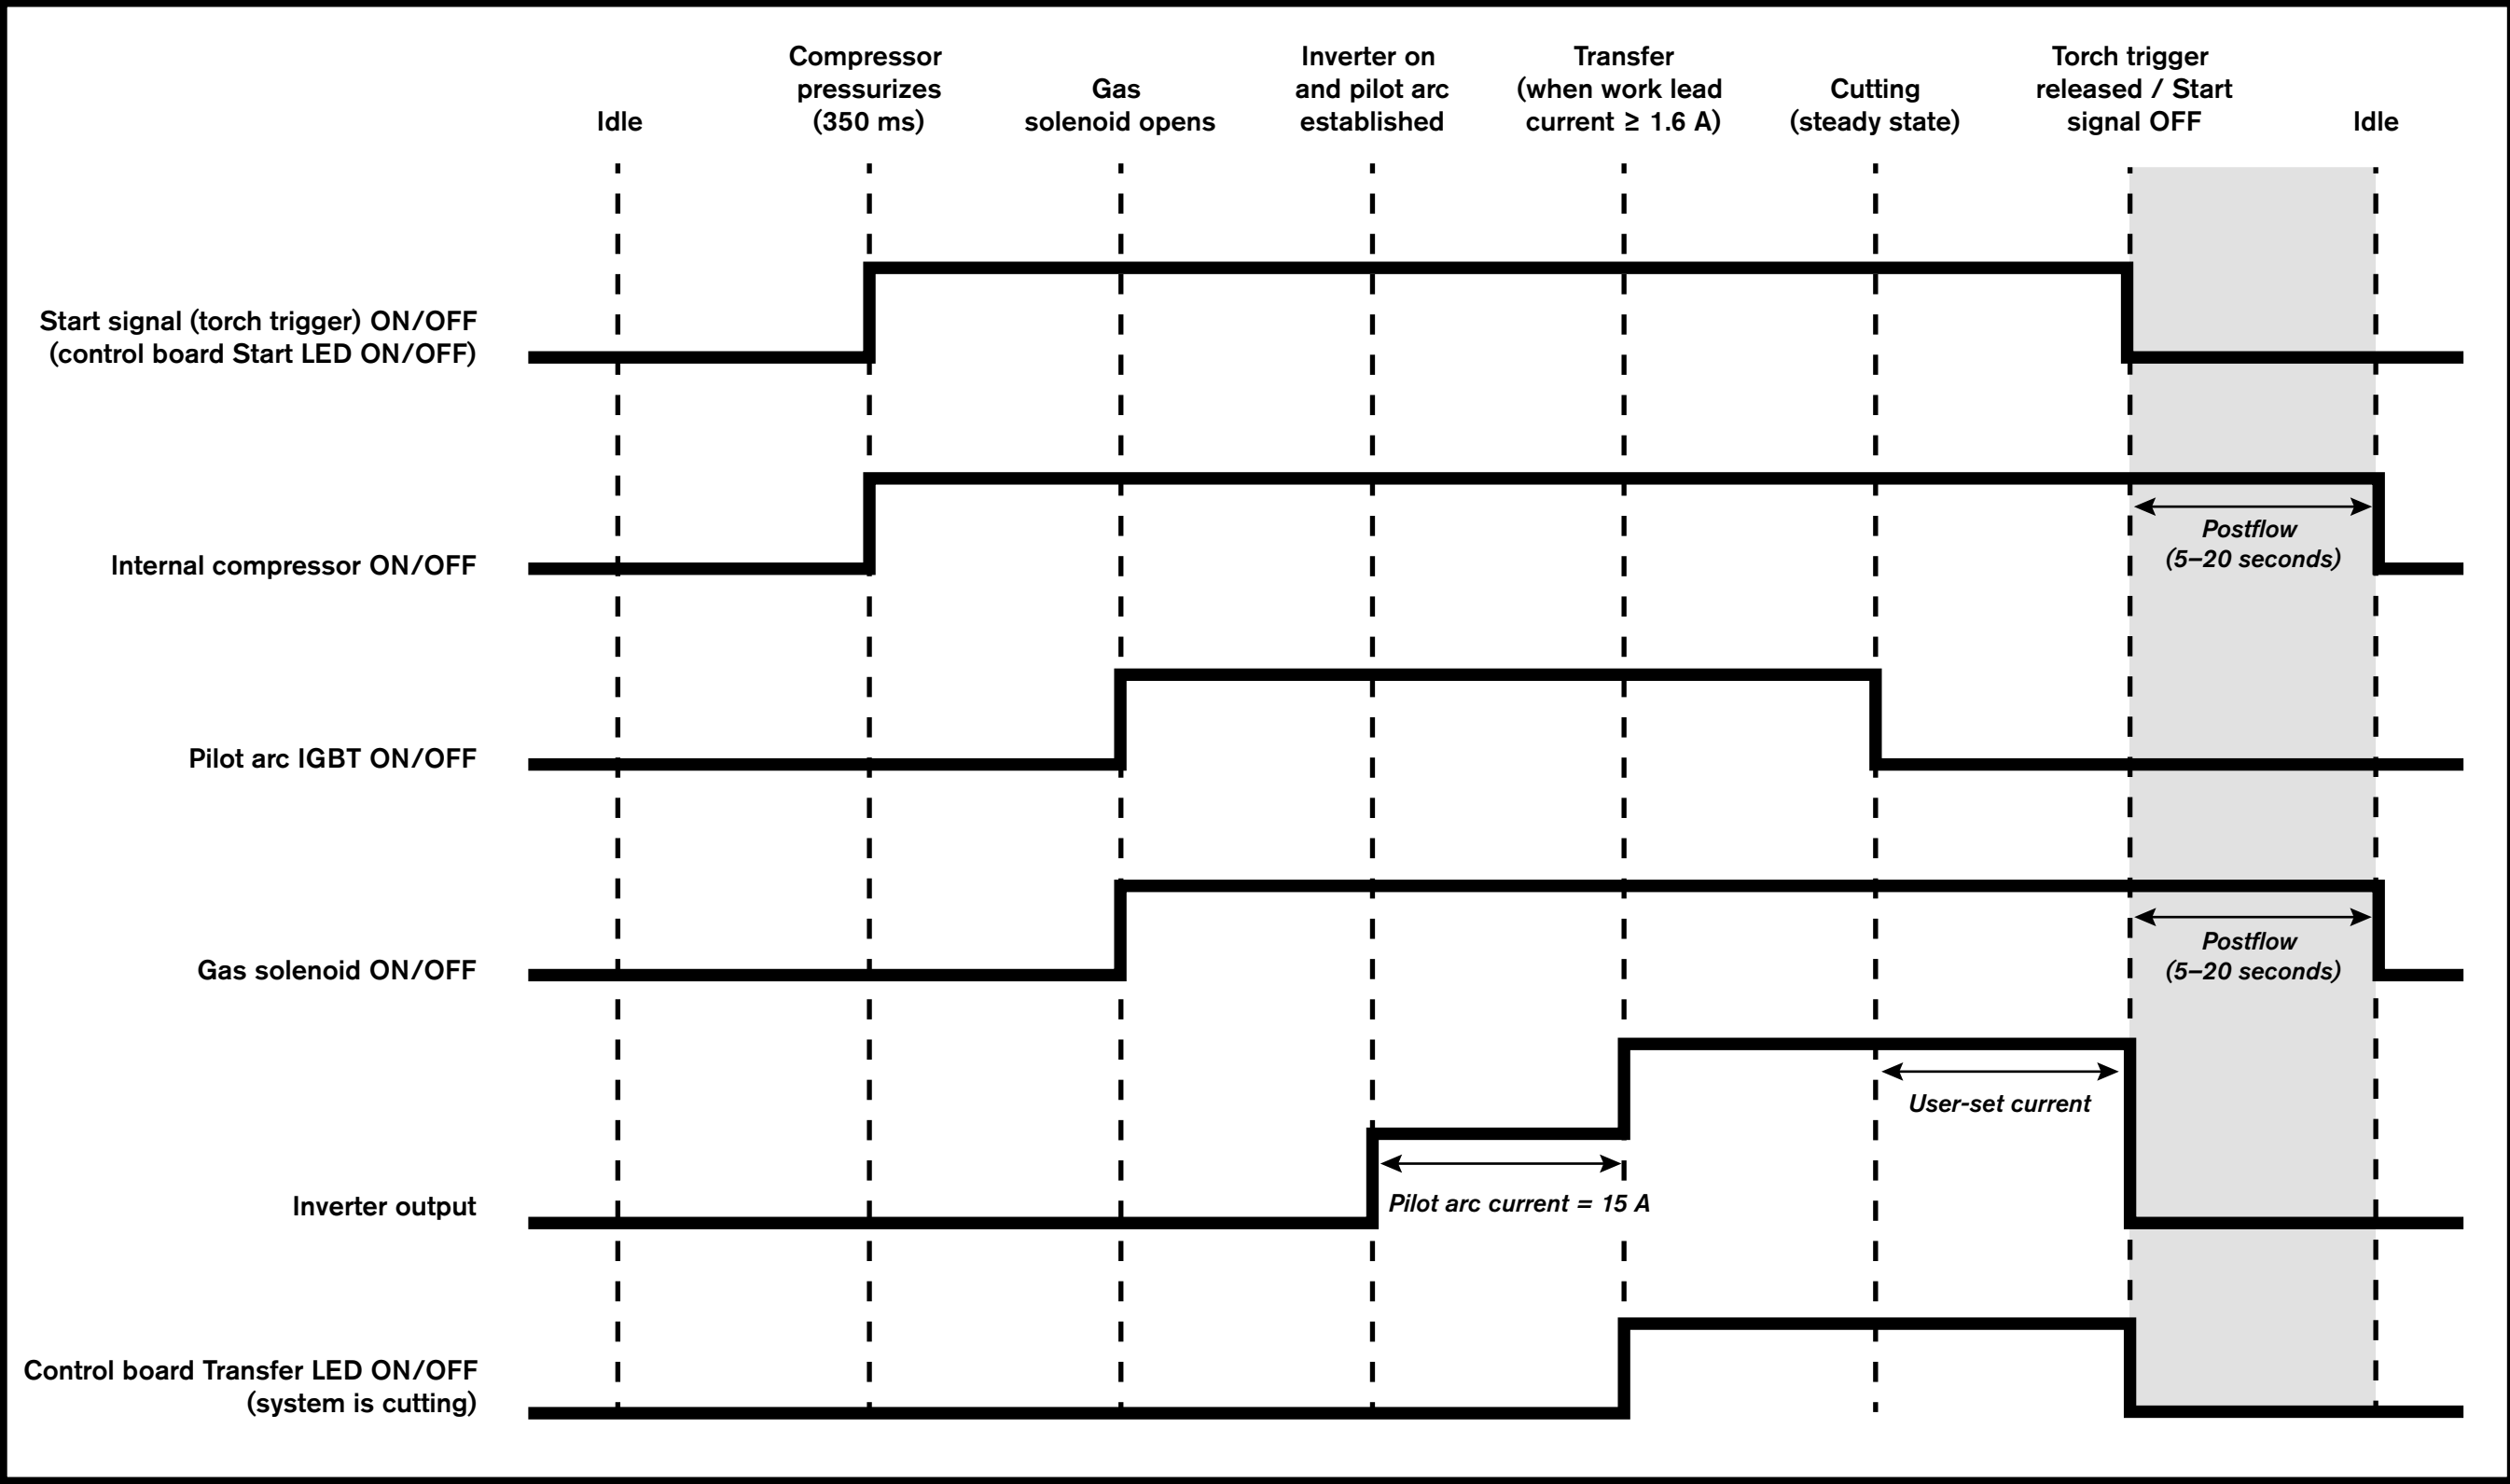 Idle
Compressor
pressurizes
(350 ms)
Gas
solenoid opens
Inverter on
and pilot arc
established
Transfer
(when work lead
current ≥ 1.6 A)
Cutting
(steady state)
Torch trigger
released / Start
signal OFF
Idle
Start signal (torch trigger) ON/OFF
(control board Start LED ON/OFF)
Internal compressor ON/OFF
Postflow
(5–20 seconds)
Pilot arc IGBT ON/OFF
Gas solenoid ON/OFF
Postflow
(5–20 seconds)
Inverter output
Pilot arc current = 15 A
User-set current
Control board Transfer LED ON/OFF
(system is cutting)